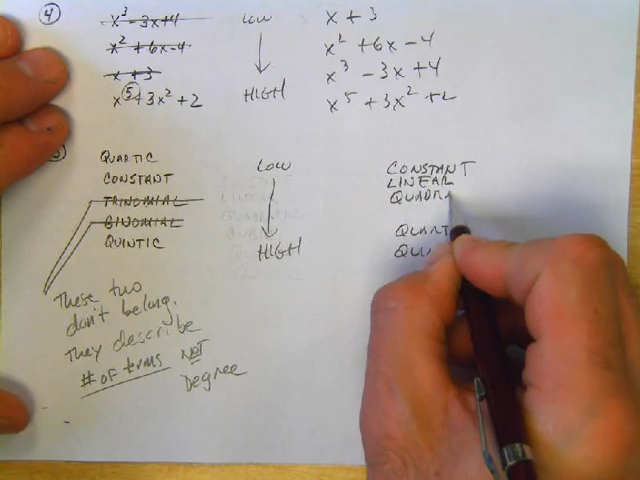 4
x³ - 3x + 4 LOW x + 3
x² + 6x - 4 x² + 6x - 4
x + 3 x³ - 3x + 4
x⁵ + 3x² + 2 HIGH x⁵ + 3x² + 2
QUARTIC
CONSTANT LOW CONSTANT
TRINOMIAL LINEAR
BINOMIAL QUADRA
QUINTIC HIGH QUART
QUI
These two
don't belong.
They describe
# of terms NOT
Degree